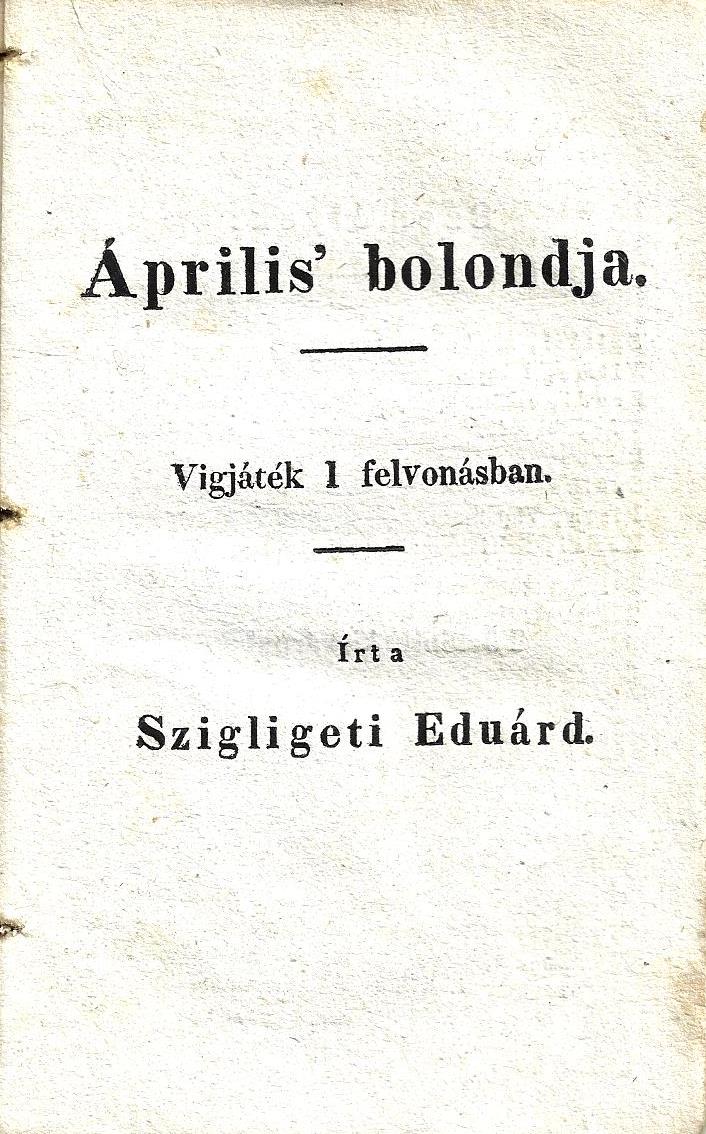 Április’ bolondja.
Vigjáték 1 felvonásban.
Írta
Szigligeti Eduárd.